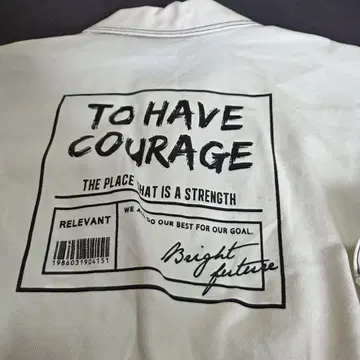 TO HAVE
COURAGE
THE PLACE THAT IS A STRENGTH
RELEVANT
WE DO OUR BEST FOR OUR GOAL.
1986031904151
Bright
future